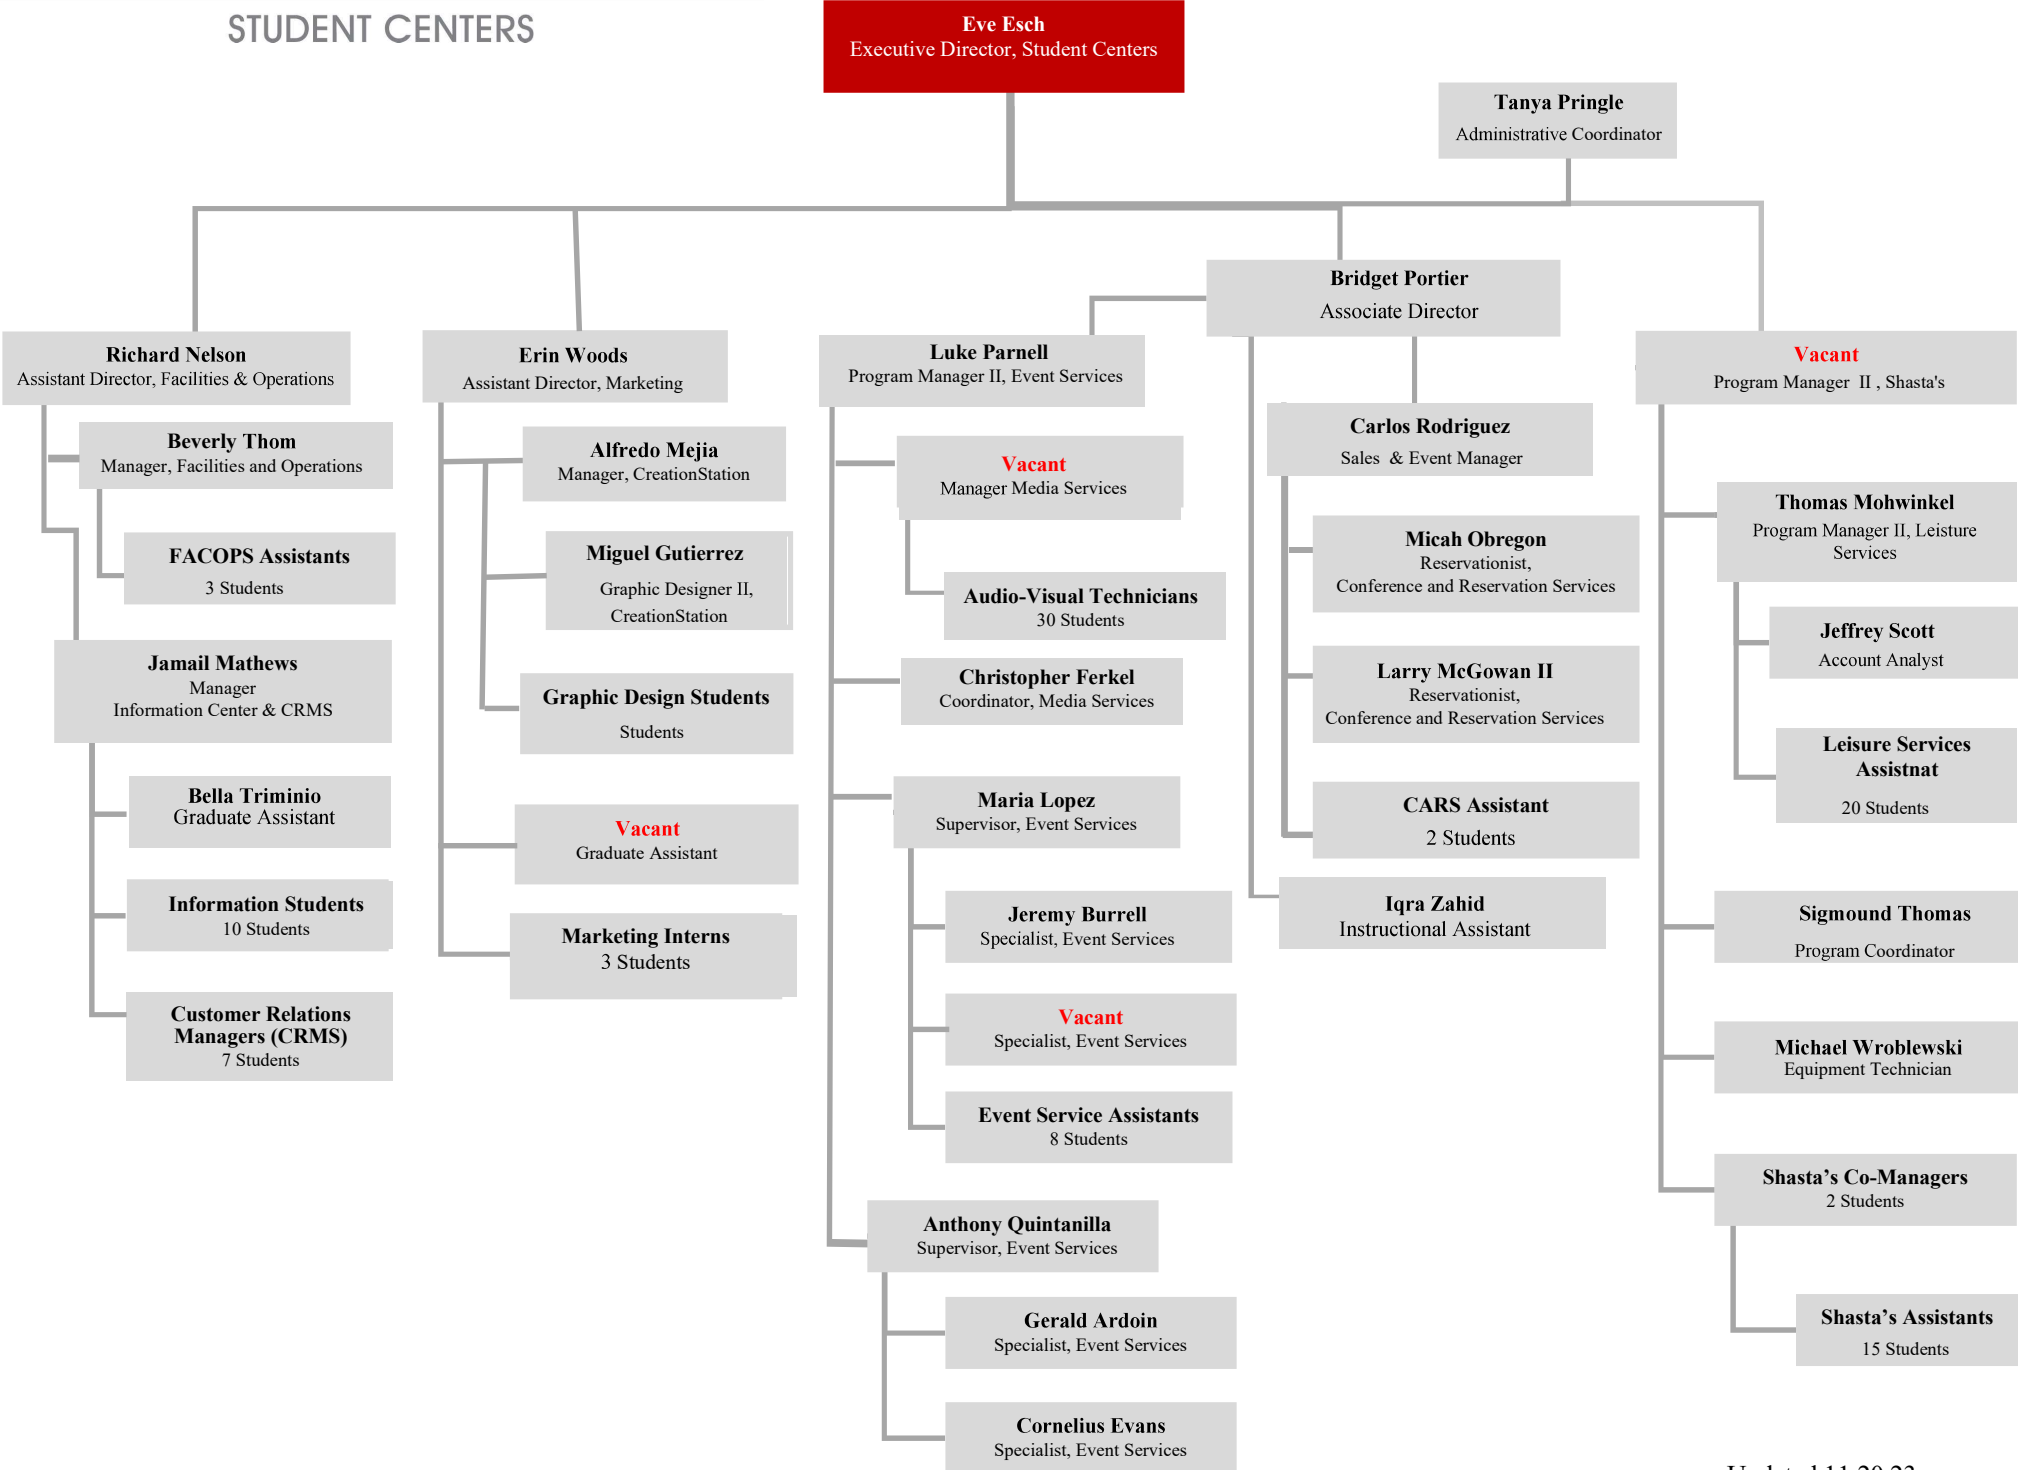 STUDENT CENTERS
Eve Esch
Executive Director, Student Centers
Tanya Pringle
Administrative Coordinator
Bridget Portier
Associate Director
Richard Nelson
Assistant Director, Facilities & Operations
Beverly Thom
Manager, Facilities and Operations
FACOPS Assistants
3 Students
Jamail Mathews
Manager
Information Center & CRMS
Bella Triminio
Graduate Assistant
Information Students
10 Students
Customer Relations
Managers (CRMS)
7 Students
Erin Woods
Assistant Director, Marketing
Alfredo Mejia
Manager, CreationStation
Miguel Gutierrez
Graphic Designer II,
CreationStation
Graphic Design Students
Students
Vacant
Graduate Assistant
Marketing Interns
3 Students
Luke Parnell
Program Manager II, Event Services
Vacant
Manager Media Services
Audio-Visual Technicians
30 Students
Christopher Ferkel
Coordinator, Media Services
Maria Lopez
Supervisor, Event Services
Jeremy Burrell
Specialist, Event Services
Vacant
Specialist, Event Services
Event Service Assistants
8 Students
Anthony Quintanilla
Supervisor, Event Services
Gerald Ardoin
Specialist, Event Services
Cornelius Evans
Specialist, Event Services
Carlos Rodriguez
Sales & Event Manager
Micah Obregon
Reservationist,
Conference and Reservation Services
Larry McGowan II
Reservationist,
Conference and Reservation Services
CARS Assistant
2 Students
Iqra Zahid
Instructional Assistant
Vacant
Program Manager II , Shasta's
Thomas Mohwinkel
Program Manager II, Leisture
Services
Jeffrey Scott
Account Analyst
Leisure Services
Assistnat
20 Students
Sigmound Thomas
Program Coordinator
Michael Wroblewski
Equipment Technician
Shasta’s Co-Managers
2 Students
Shasta’s Assistants
15 Students